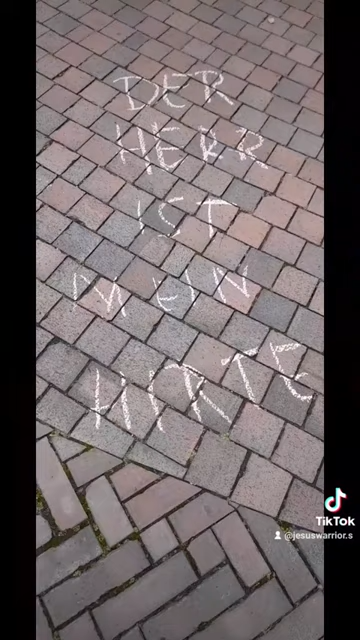 DER
HERR
IST
MEIN
HIRTE
TikTok
@jesuswarrior.s